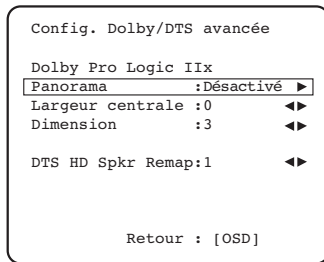 Config. Dolby/DTS avancée
Dolby Pro Logic IIx
Panorama :Désactivé ►
Largeur centrale :0 ◄►
Dimension :3 ◄►
DTS HD Spkr Remap:1 ◄►
Retour : [OSD]